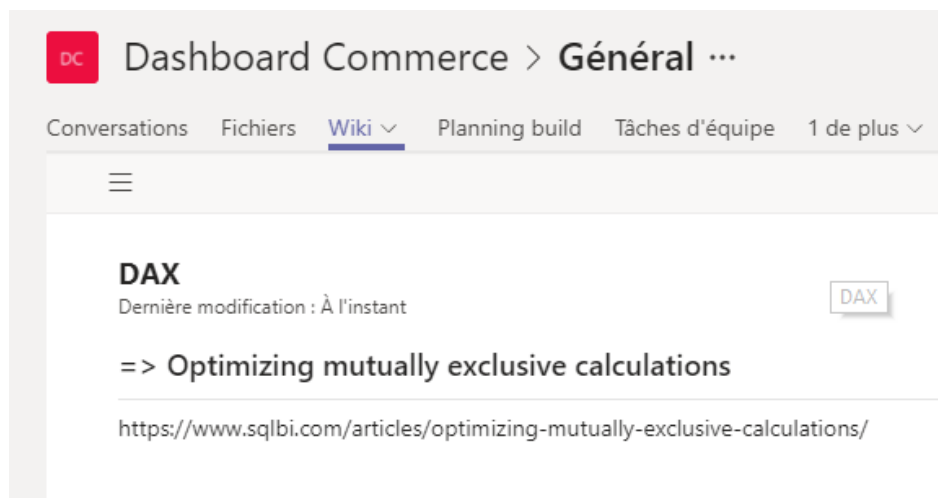 DC Dashboard Commerce > Général ...
Conversations Fichiers Wiki Planning build Tâches d'équipe 1 de plus
DAX
Dernière modification : À l'instant
DAX
=> Optimizing mutually exclusive calculations
https://www.sqlbi.com/articles/optimizing-mutually-exclusive-calculations/